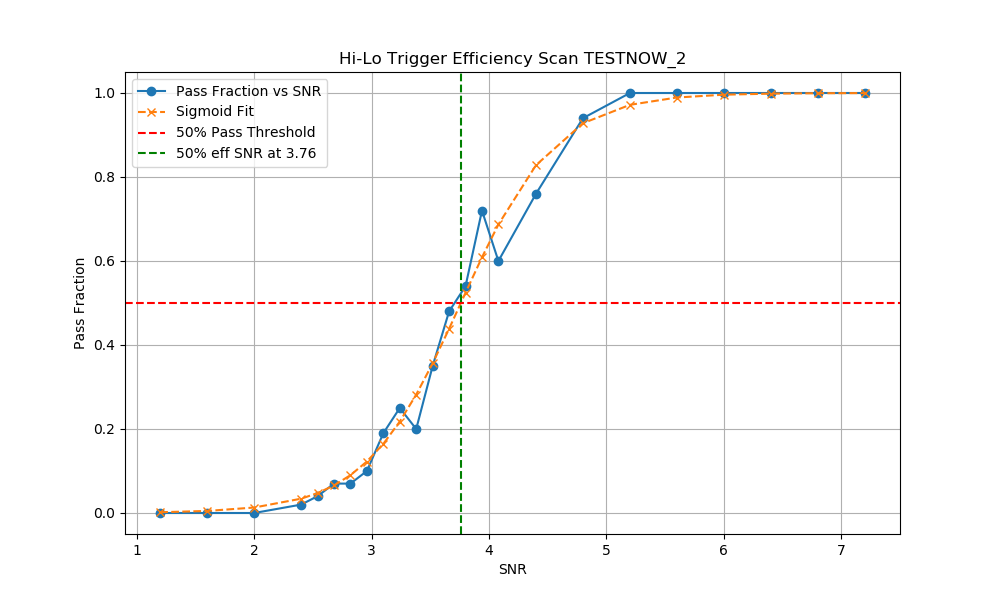 Hi-Lo Trigger Efficiency Scan TESTNOW_2
Pass Fraction vs SNR
Sigmoid Fit
50% Pass Threshold
50% eff SNR at 3.76
Pass Fraction
1.0
0.8
0.6
0.4
0.2
0.0
1 2 3 4 5 6 7
SNR